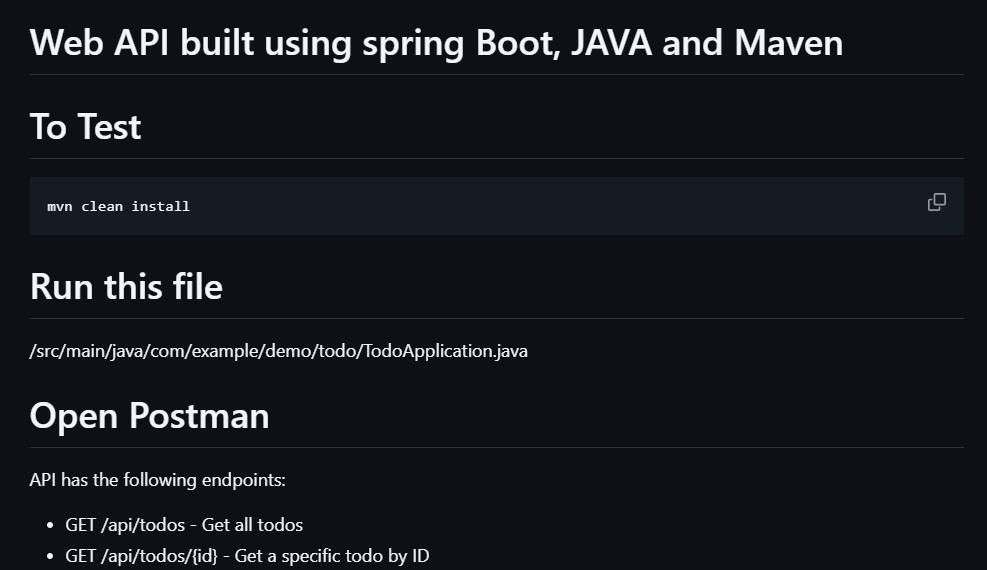 Web API built using spring Boot, JAVA and Maven
To Test
mvn clean install
Run this file
/src/main/java/com/example/demo/todo/TodoApplication.java
Open Postman
API has the following endpoints:
• GET /api/todos - Get all todos
• GET /api/todos/{id} - Get a specific todo by ID